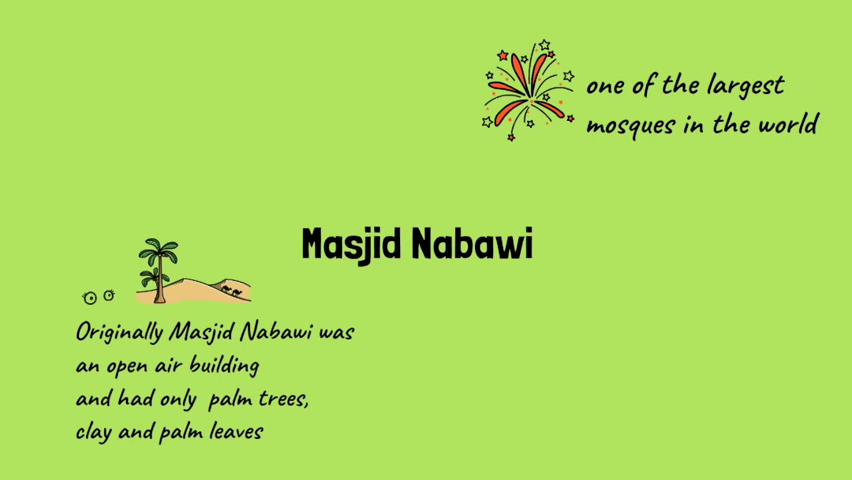 one of the largest
mosques in the world
Masjid Nabawi
Originally Masjid Nabawi was
an open air building
and had only palm trees,
clay and palm leaves